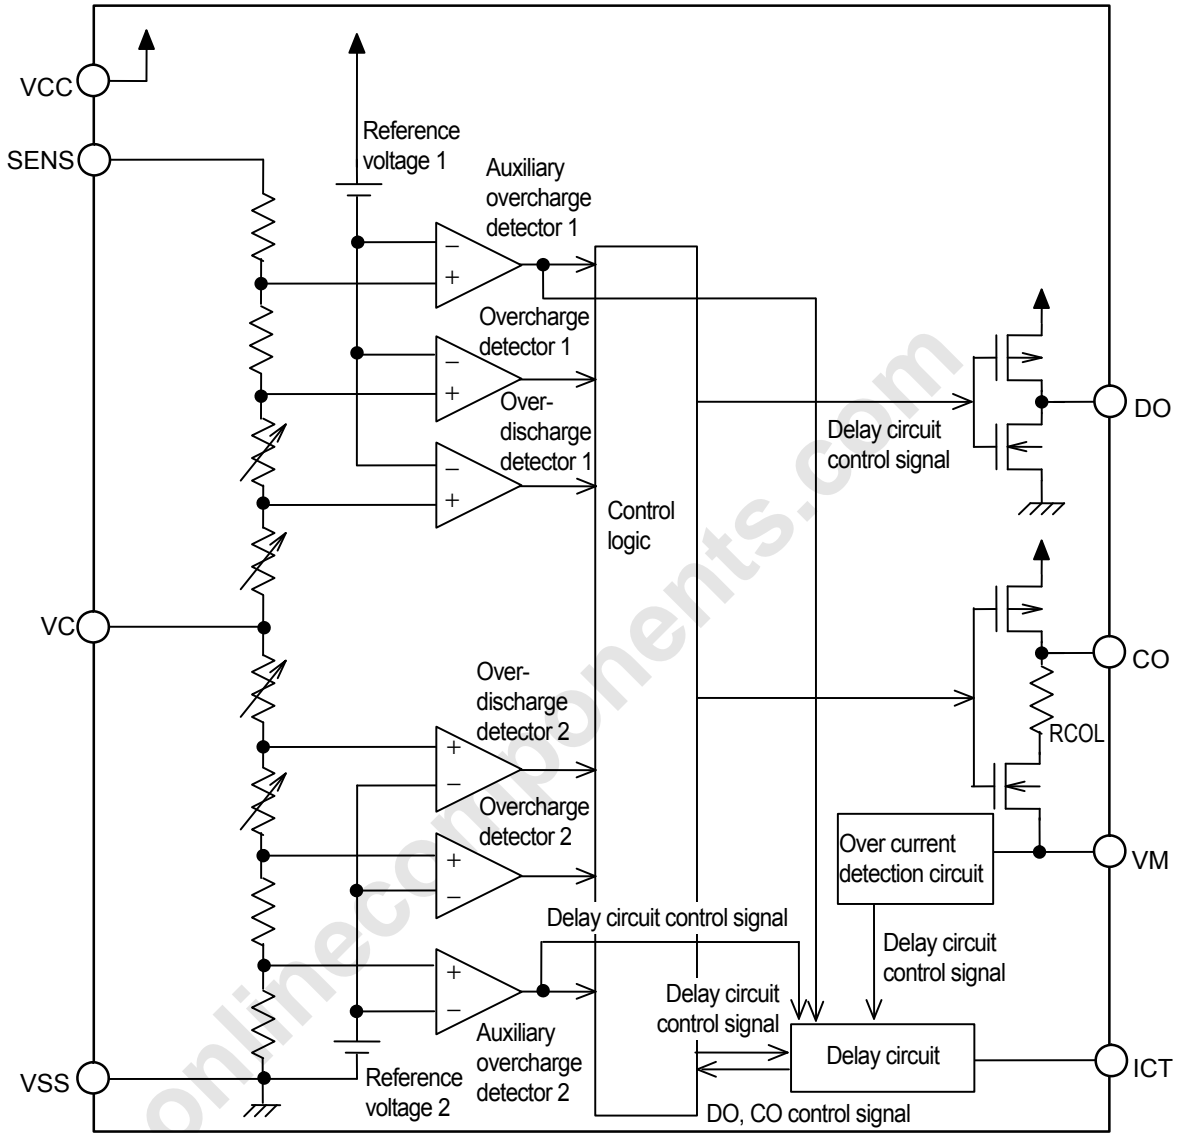 VCC
SENS
Reference
voltage 1
Auxiliary
overcharge
detector 1
−
+
Overcharge
detector 1
−
+
Over-
discharge
detector 1
−
+
Control
logic
Delay circuit
control signal
DO
VC
CO
RCOL
Over-
discharge
detector 2
+
−
Overcharge
detector 2
+
−
Over current
detection circuit
VM
Delay circuit control signal
Delay circuit
control signal
+
−
Delay circuit
control signal
Auxiliary
overcharge
detector 2
Delay circuit
ICT
VSS
Reference
voltage 2
DO, CO control signal
onlinecomponents.com